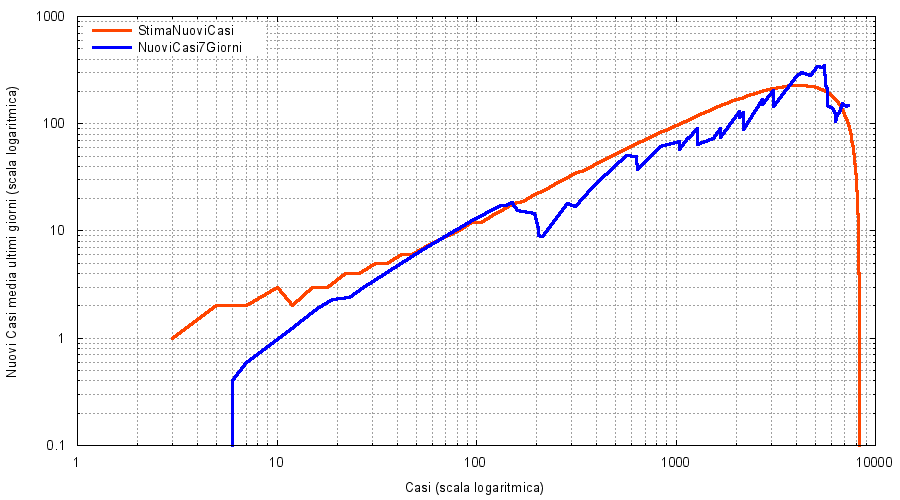 1000
StimaNuoviCasi
NuoviCasi7Giorni
100
10
1
0.1
Nuovi Casi media ultimi giorni (scala logaritmica)
1
10
100
1000
10000
Casi (scala logaritmica)